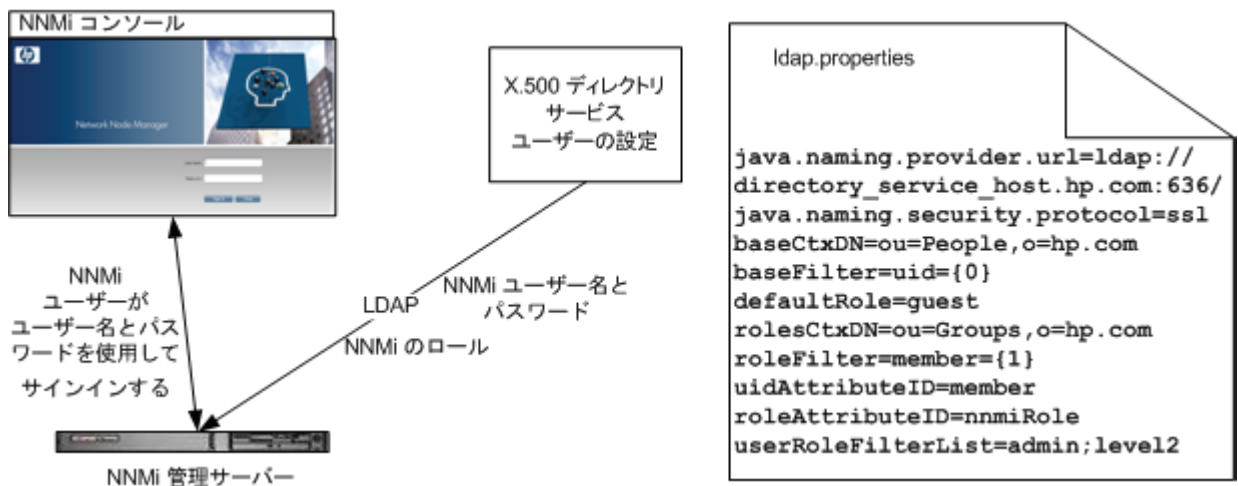 NNMi コンソール
hp
Network Node Manager
X.500 ディレクトリ
サービス
ユーザーの設定
NNMi
ユーザーが
ユーザー名とパス
ワードを使用して
サインインする
LDAP
NNMi ユーザー名と
パスワード
NNMi のロール
NNMi 管理サーバー
ldap.properties
java.naming.provider.url=ldap://
directory_service_host.hp.com:636/
java.naming.security.protocol=ssl
baseCtxDN=ou=People,o=hp.com
baseFilter=uid={0}
defaultRole=guest
rolesCtxDN=ou=Groups,o=hp.com
roleFilter=member={1}
uidAttributeID=member
roleAttributeID=nnmiRole
userRoleFilterList=admin;level2